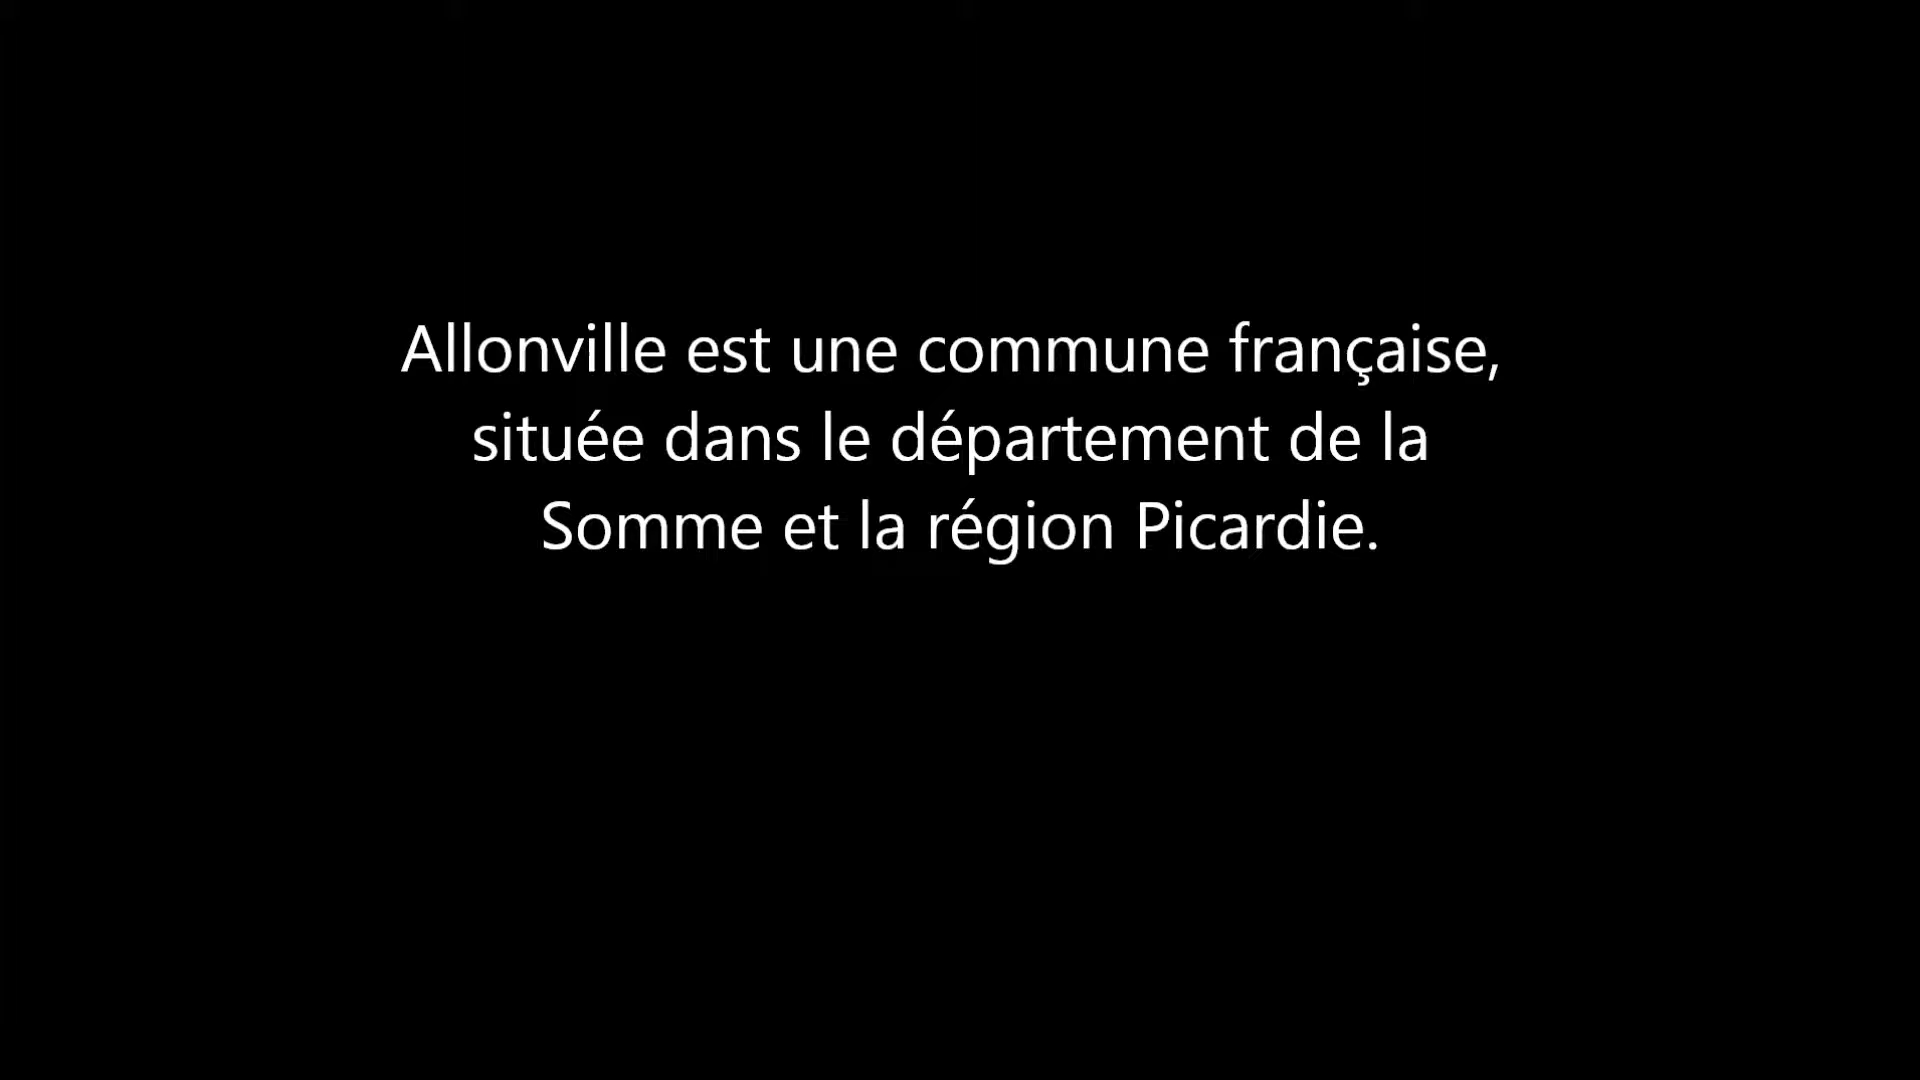 Allonville est une commune française,
située dans le département de la
Somme et la région Picardie.